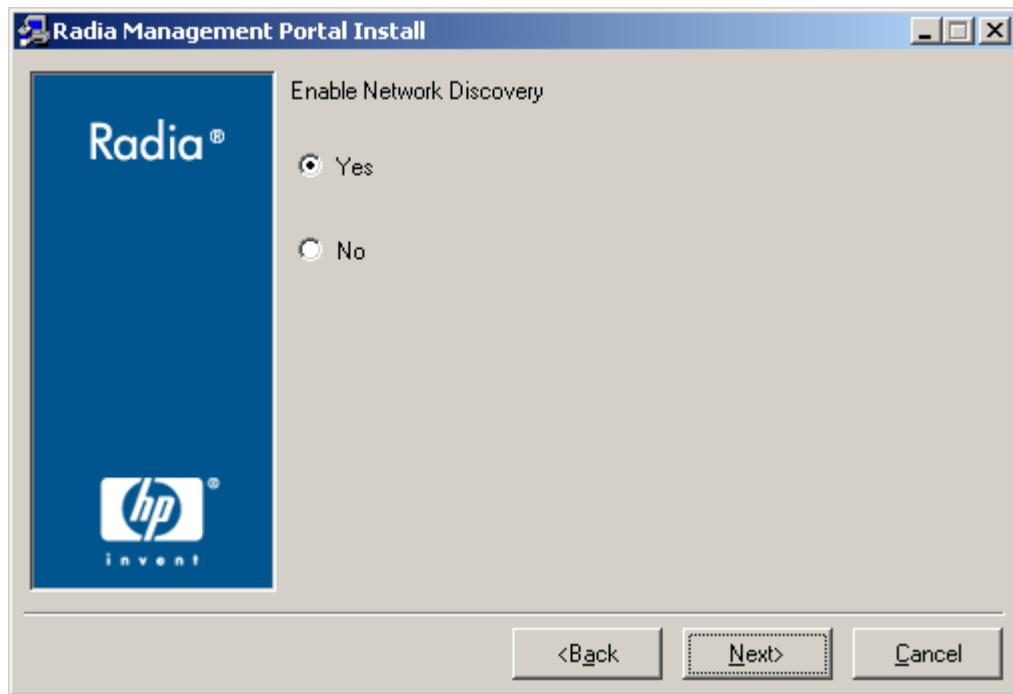 Radia Management Portal Install
Radia®
Enable Network Discovery
Yes
No
hp®
invent
<Back
Next>
Cancel